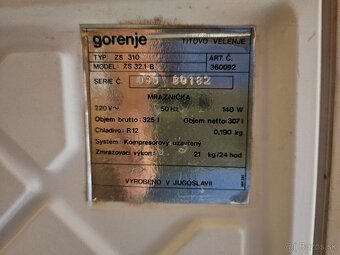 gorenje TITOVO VELENJE
TYP: ZS 310 ART. Č.
MODEL: ZS 32.1 B 360092
SERIE Č. 80182
MRAZNIČKA
220 V~ 50 Hz 140 W
Objem brutto: 325 l Objem netto: 307 l
Chladivo: R12 0,190 kg
System: Kompresorovy uzavřený
Zmrazovací výkon: 21 kg/24 hod
VYROBENO V JUGOSLAVII